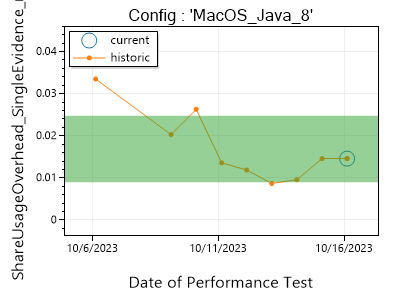 Config : 'MacOS_Java_8'
current
historic
ShareUsageOverhead_SingleEvidence_
0.04
0.03
0.02
0.01
0
10/6/2023
10/11/2023
10/16/2023
Date of Performance Test